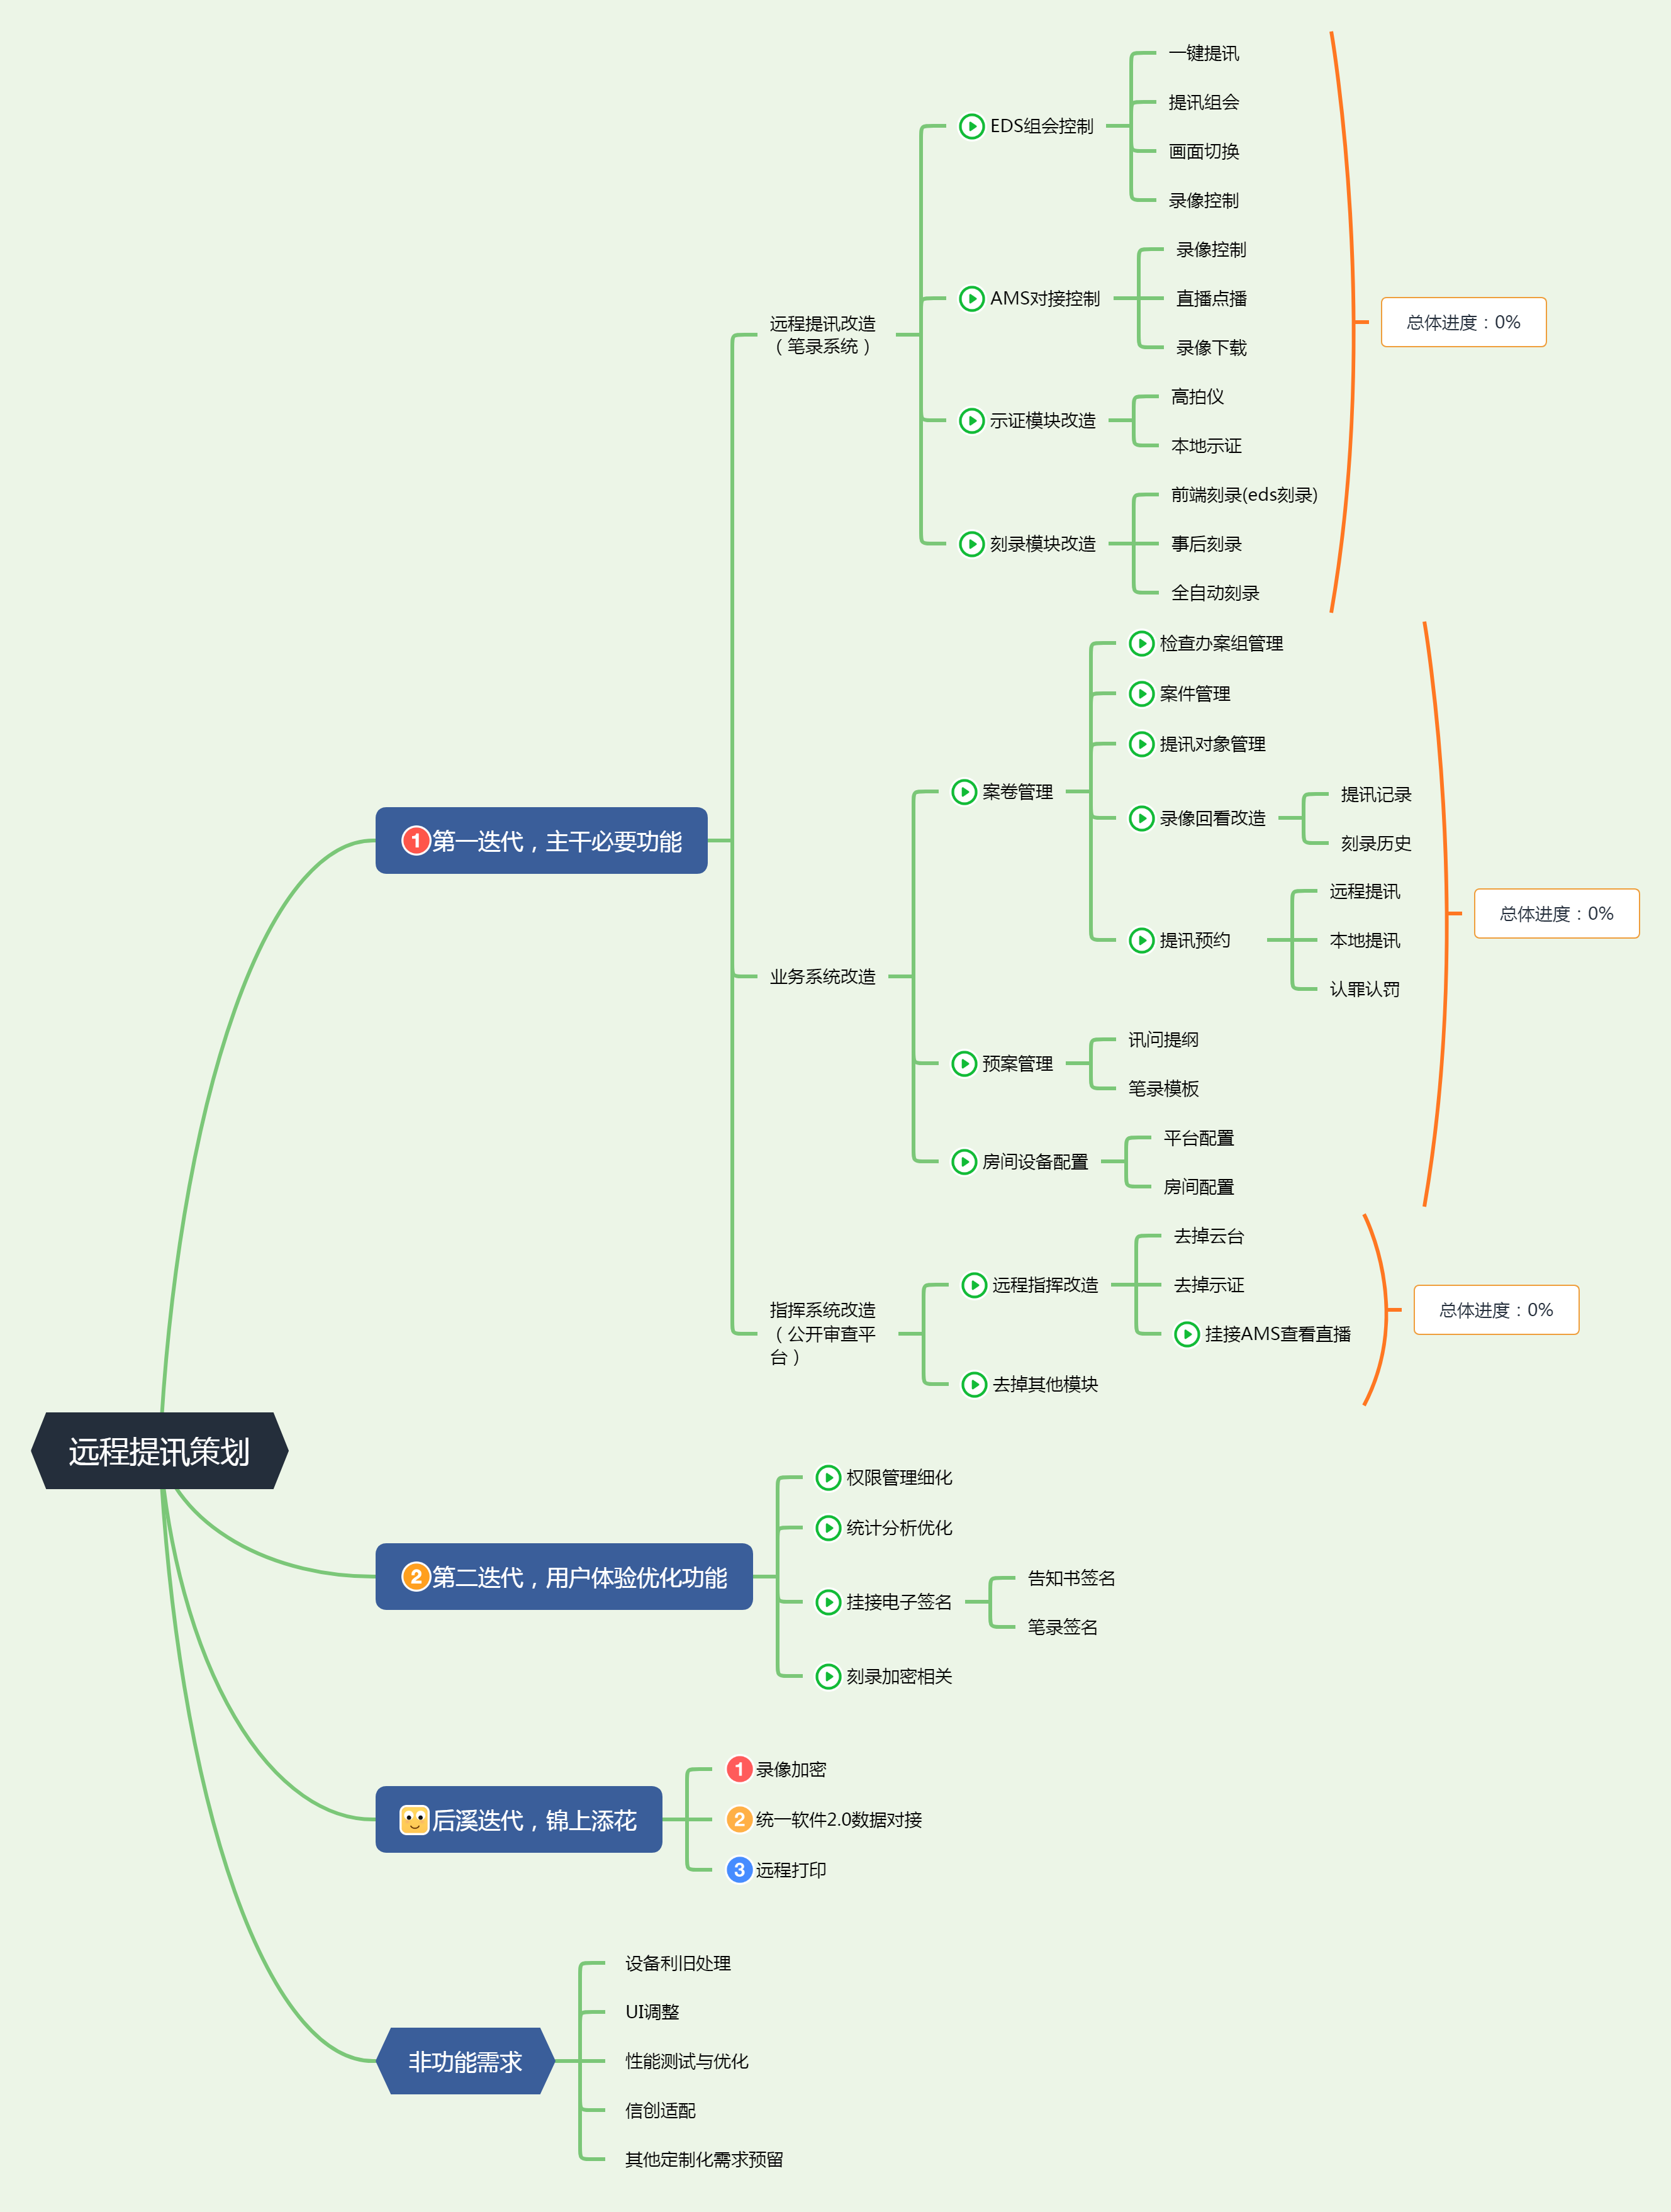 远程提讯策划
1 第一迭代，主干必要功能
远程提讯改造
（笔录系统）
EDS组会控制
一键提讯
提讯组会
画面切换
录像控制
AMS对接控制
录像控制
直播点播
录像下载
示证模块改造
高拍仪
本地示证
刻录模块改造
前端刻录(eds刻录)
事后刻录
全自动刻录
总体进度：0%
业务系统改造
案卷管理
检查办案组管理
案件管理
提讯对象管理
录像回看改造
提讯记录
刻录历史
提讯预约
远程提讯
本地提讯
认罪认罚
预案管理
讯问提纲
笔录模板
房间设备配置
平台配置
房间配置
总体进度：0%
指挥系统改造
（公开审查平
台）
远程指挥改造
去掉云台
去掉示证
挂接AMS查看直播
去掉其他模块
总体进度：0%
2 第二迭代，用户体验优化功能
权限管理细化
统计分析优化
挂接电子签名
告知书签名
笔录签名
刻录加密相关
后溪迭代，锦上添花
1 录像加密
2 统一软件2.0数据对接
3 远程打印
非功能需求
设备利旧处理
UI调整
性能测试与优化
信创适配
其他定制化需求预留